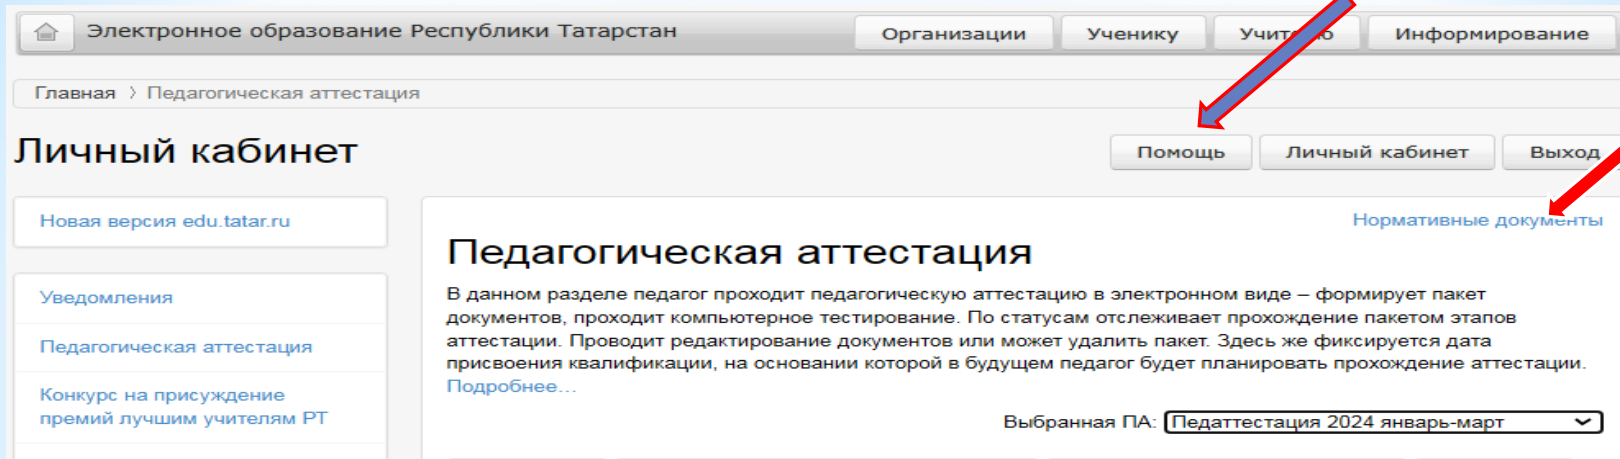 Электронное образование Республики Татарстан
Организации
Ученику
Учителю
Информирование
Главная 〉 Педагогическая аттестация
Личный кабинет
Помощь
Личный кабинет
Выход
Новая версия edu.tatar.ru
Нормативные документы
Педагогическая аттестация
Уведомления
Педагогическая аттестация
Конкурс на присуждение
премий лучшим учителям РТ
В данном разделе педагог проходит педагогическую аттестацию в электронном виде – формирует пакет
документов, проходит компьютерное тестирование. По статусам отслеживает прохождение пакетом этапов
аттестации. Проводит редактирование документов или может удалить пакет. Здесь же фиксируется дата
присвоения квалификации, на основании которой в будущем педагог будет планировать прохождение аттестации.
Подробнее…
Выбранная ПА: Педаттестация 2024 январь-март